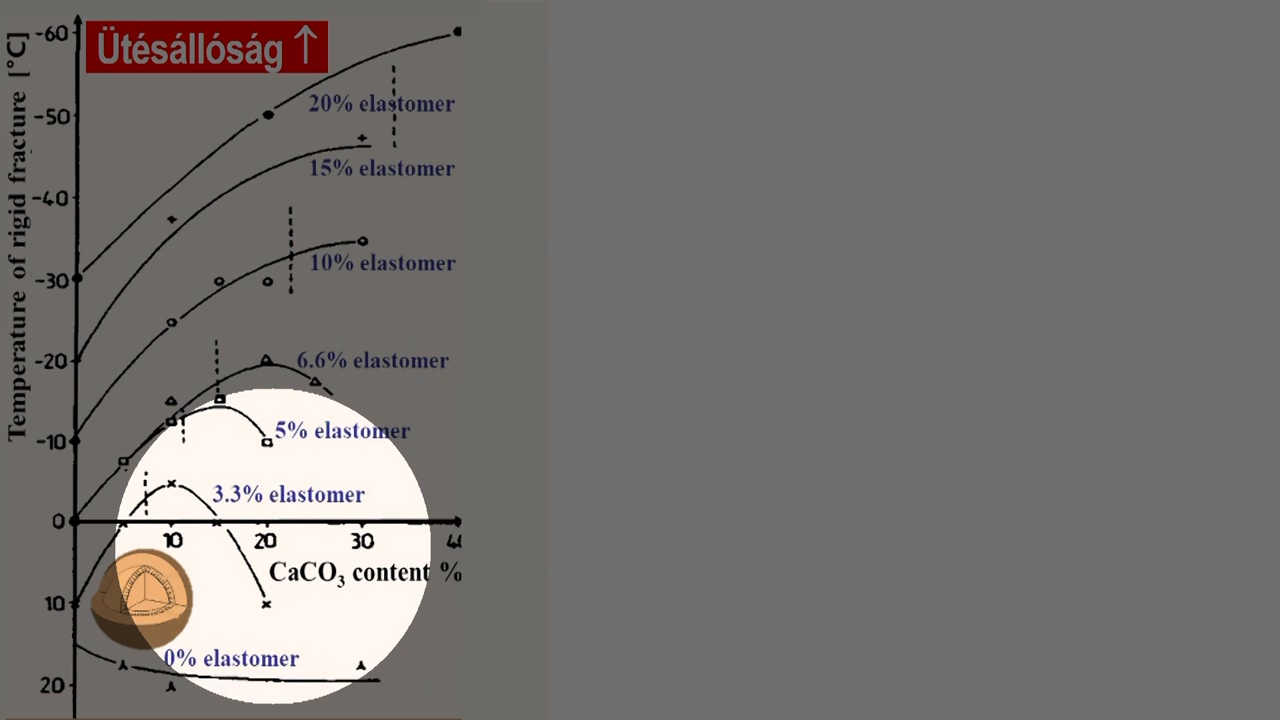 Ütésállóság ↑
Temperature of rigid fracture [°C]
-60
-50
-40
-30
-20
-10
0
10
20
20% elastomer
15% elastomer
10% elastomer
6.6% elastomer
5% elastomer
3.3% elastomer
10 20 30
CaCO₃ content %
0% elastomer